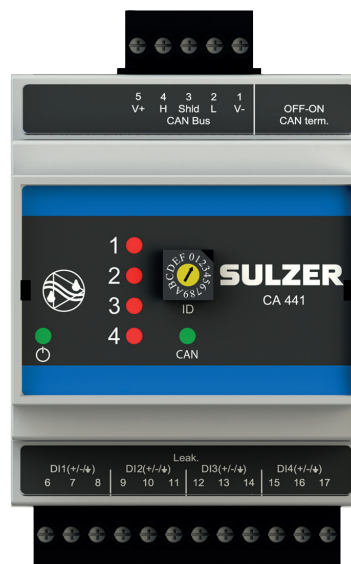 5 4 3 2 1
V+ H Shld L V-
CAN Bus
OFF-ON
CAN term.
1
2
3
4
0123456789ABCDEF
ID
SULZER
CA 441
CAN
Leak.
DI1(+/-/⏚) DI2(+/-/⏚) DI3(+/-/⏚) DI4(+/-/⏚)
6 7 8 9 10 11 12 13 14 15 16 17